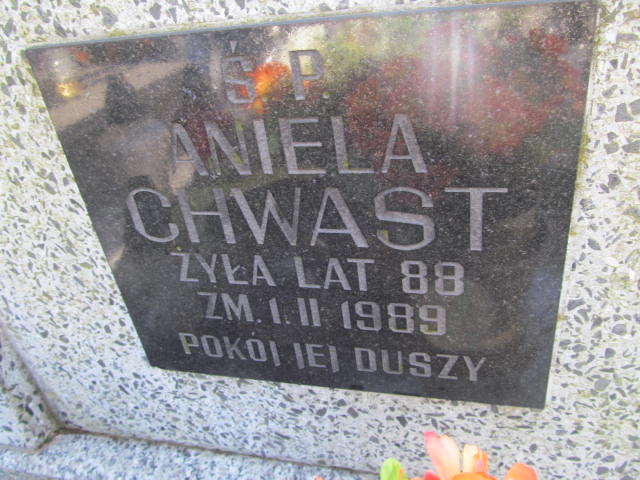 Ś P.
ANIELA
CHWAST
ŻYŁA LAT 88
ZM. 1. II 1989
POKÓJ JEJ DUSZY